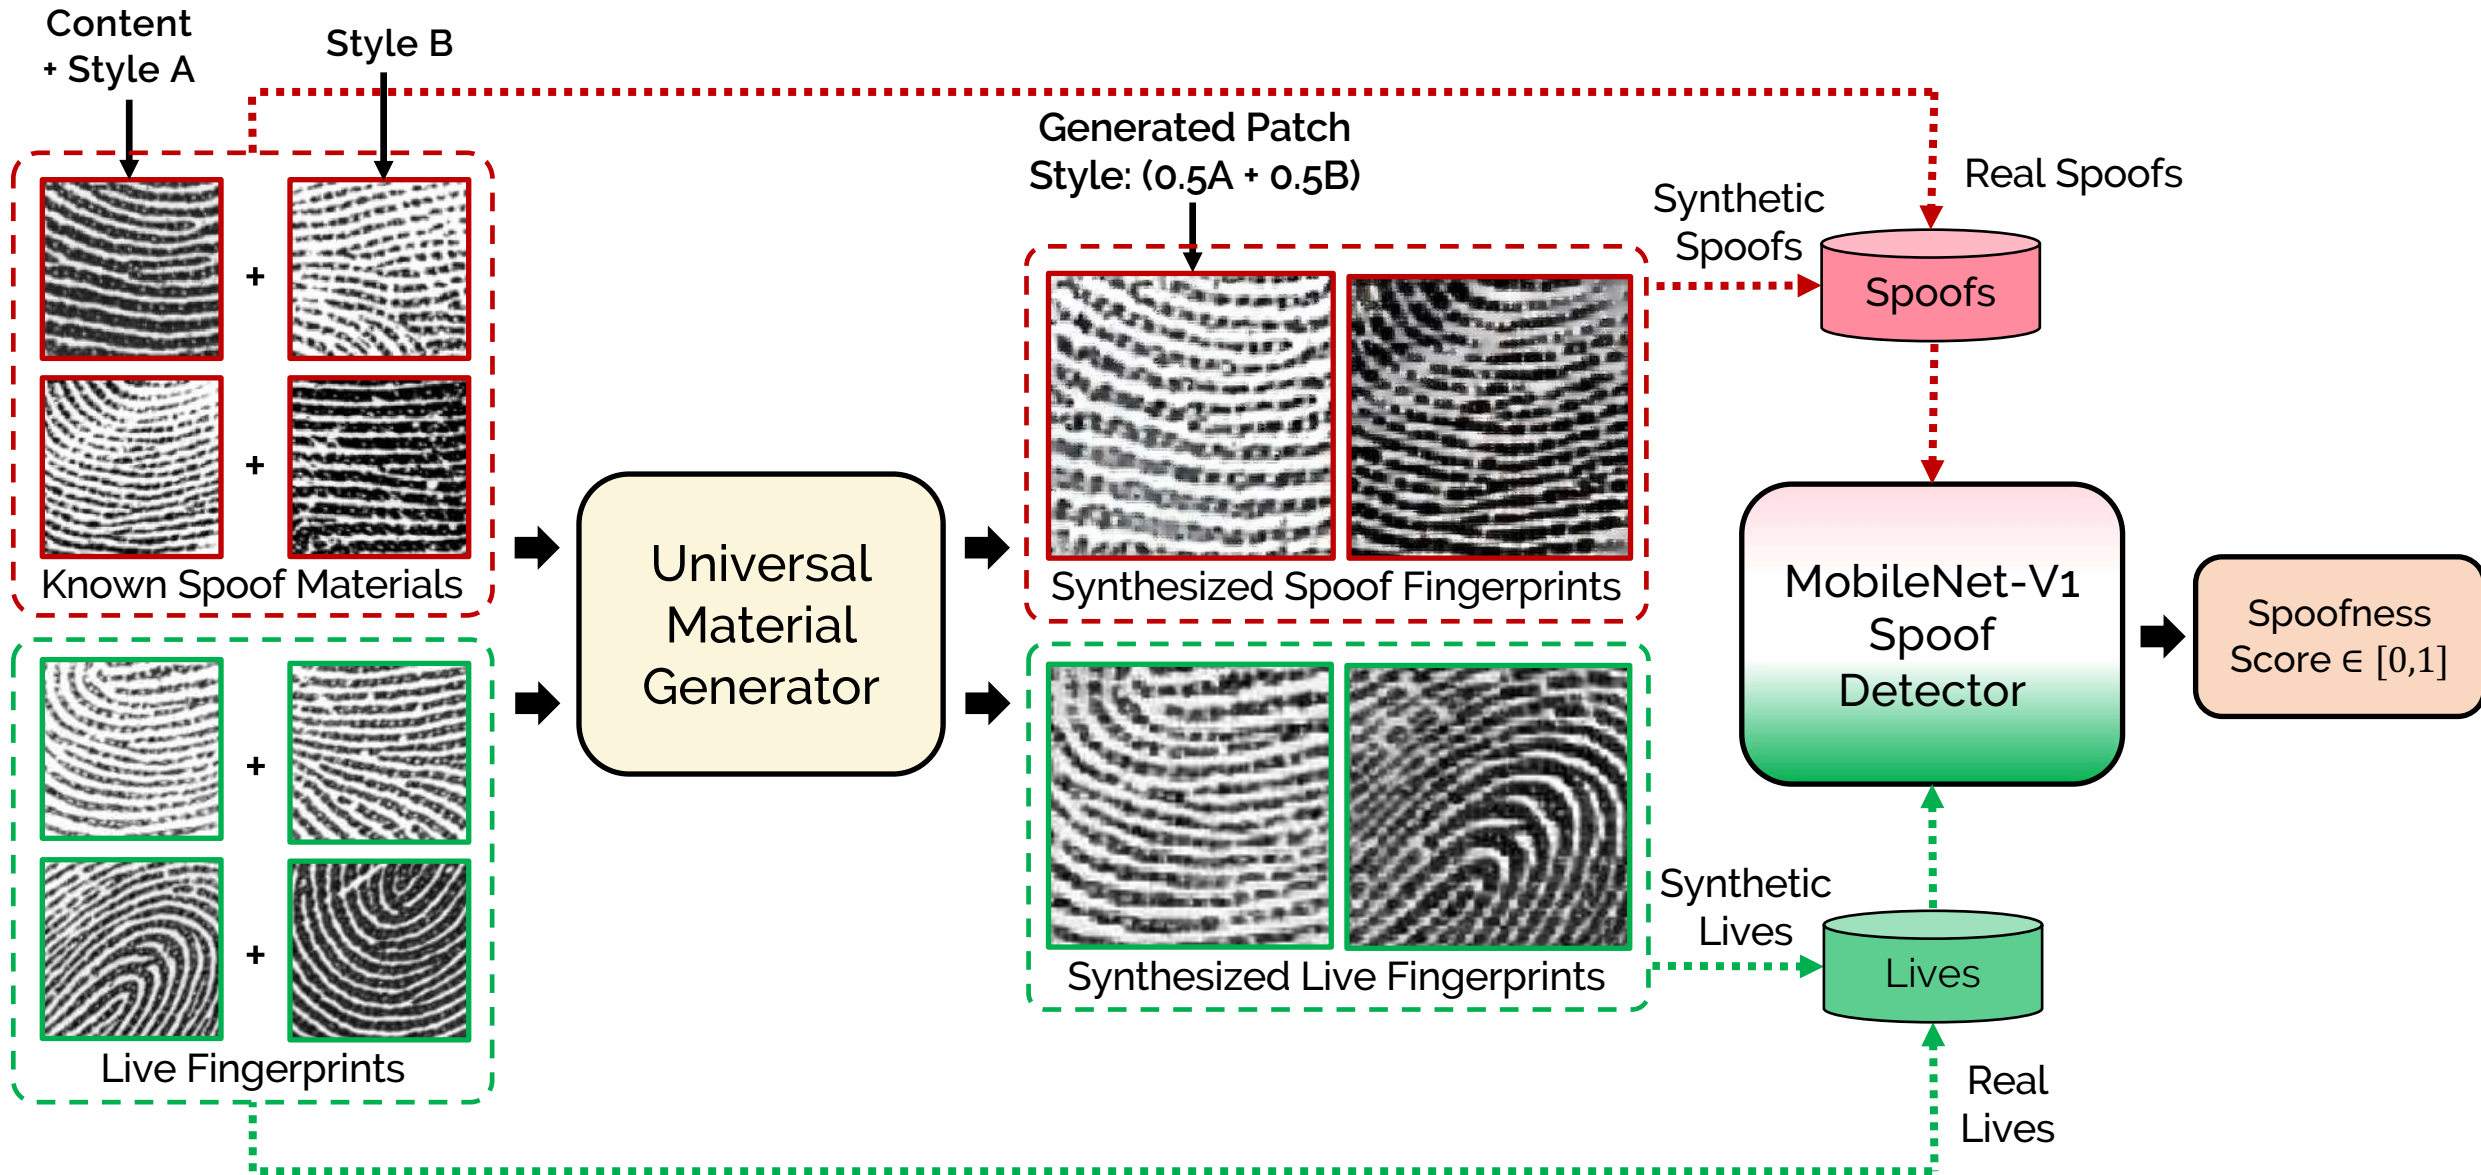 Content
+ Style A
Style B
Generated Patch
Style: (0.5A + 0.5B)
Synthetic
Spoofs
Real Spoofs
Spoofs
+
+
Known Spoof Materials
Universal
Material
Generator
Synthesized Spoof Fingerprints
MobileNet-V1
Spoof
Detector
Spoofness
Score ∈ [0,1]
+
+
Live Fingerprints
Synthesized Live Fingerprints
Synthetic
Lives
Lives
Real
Lives